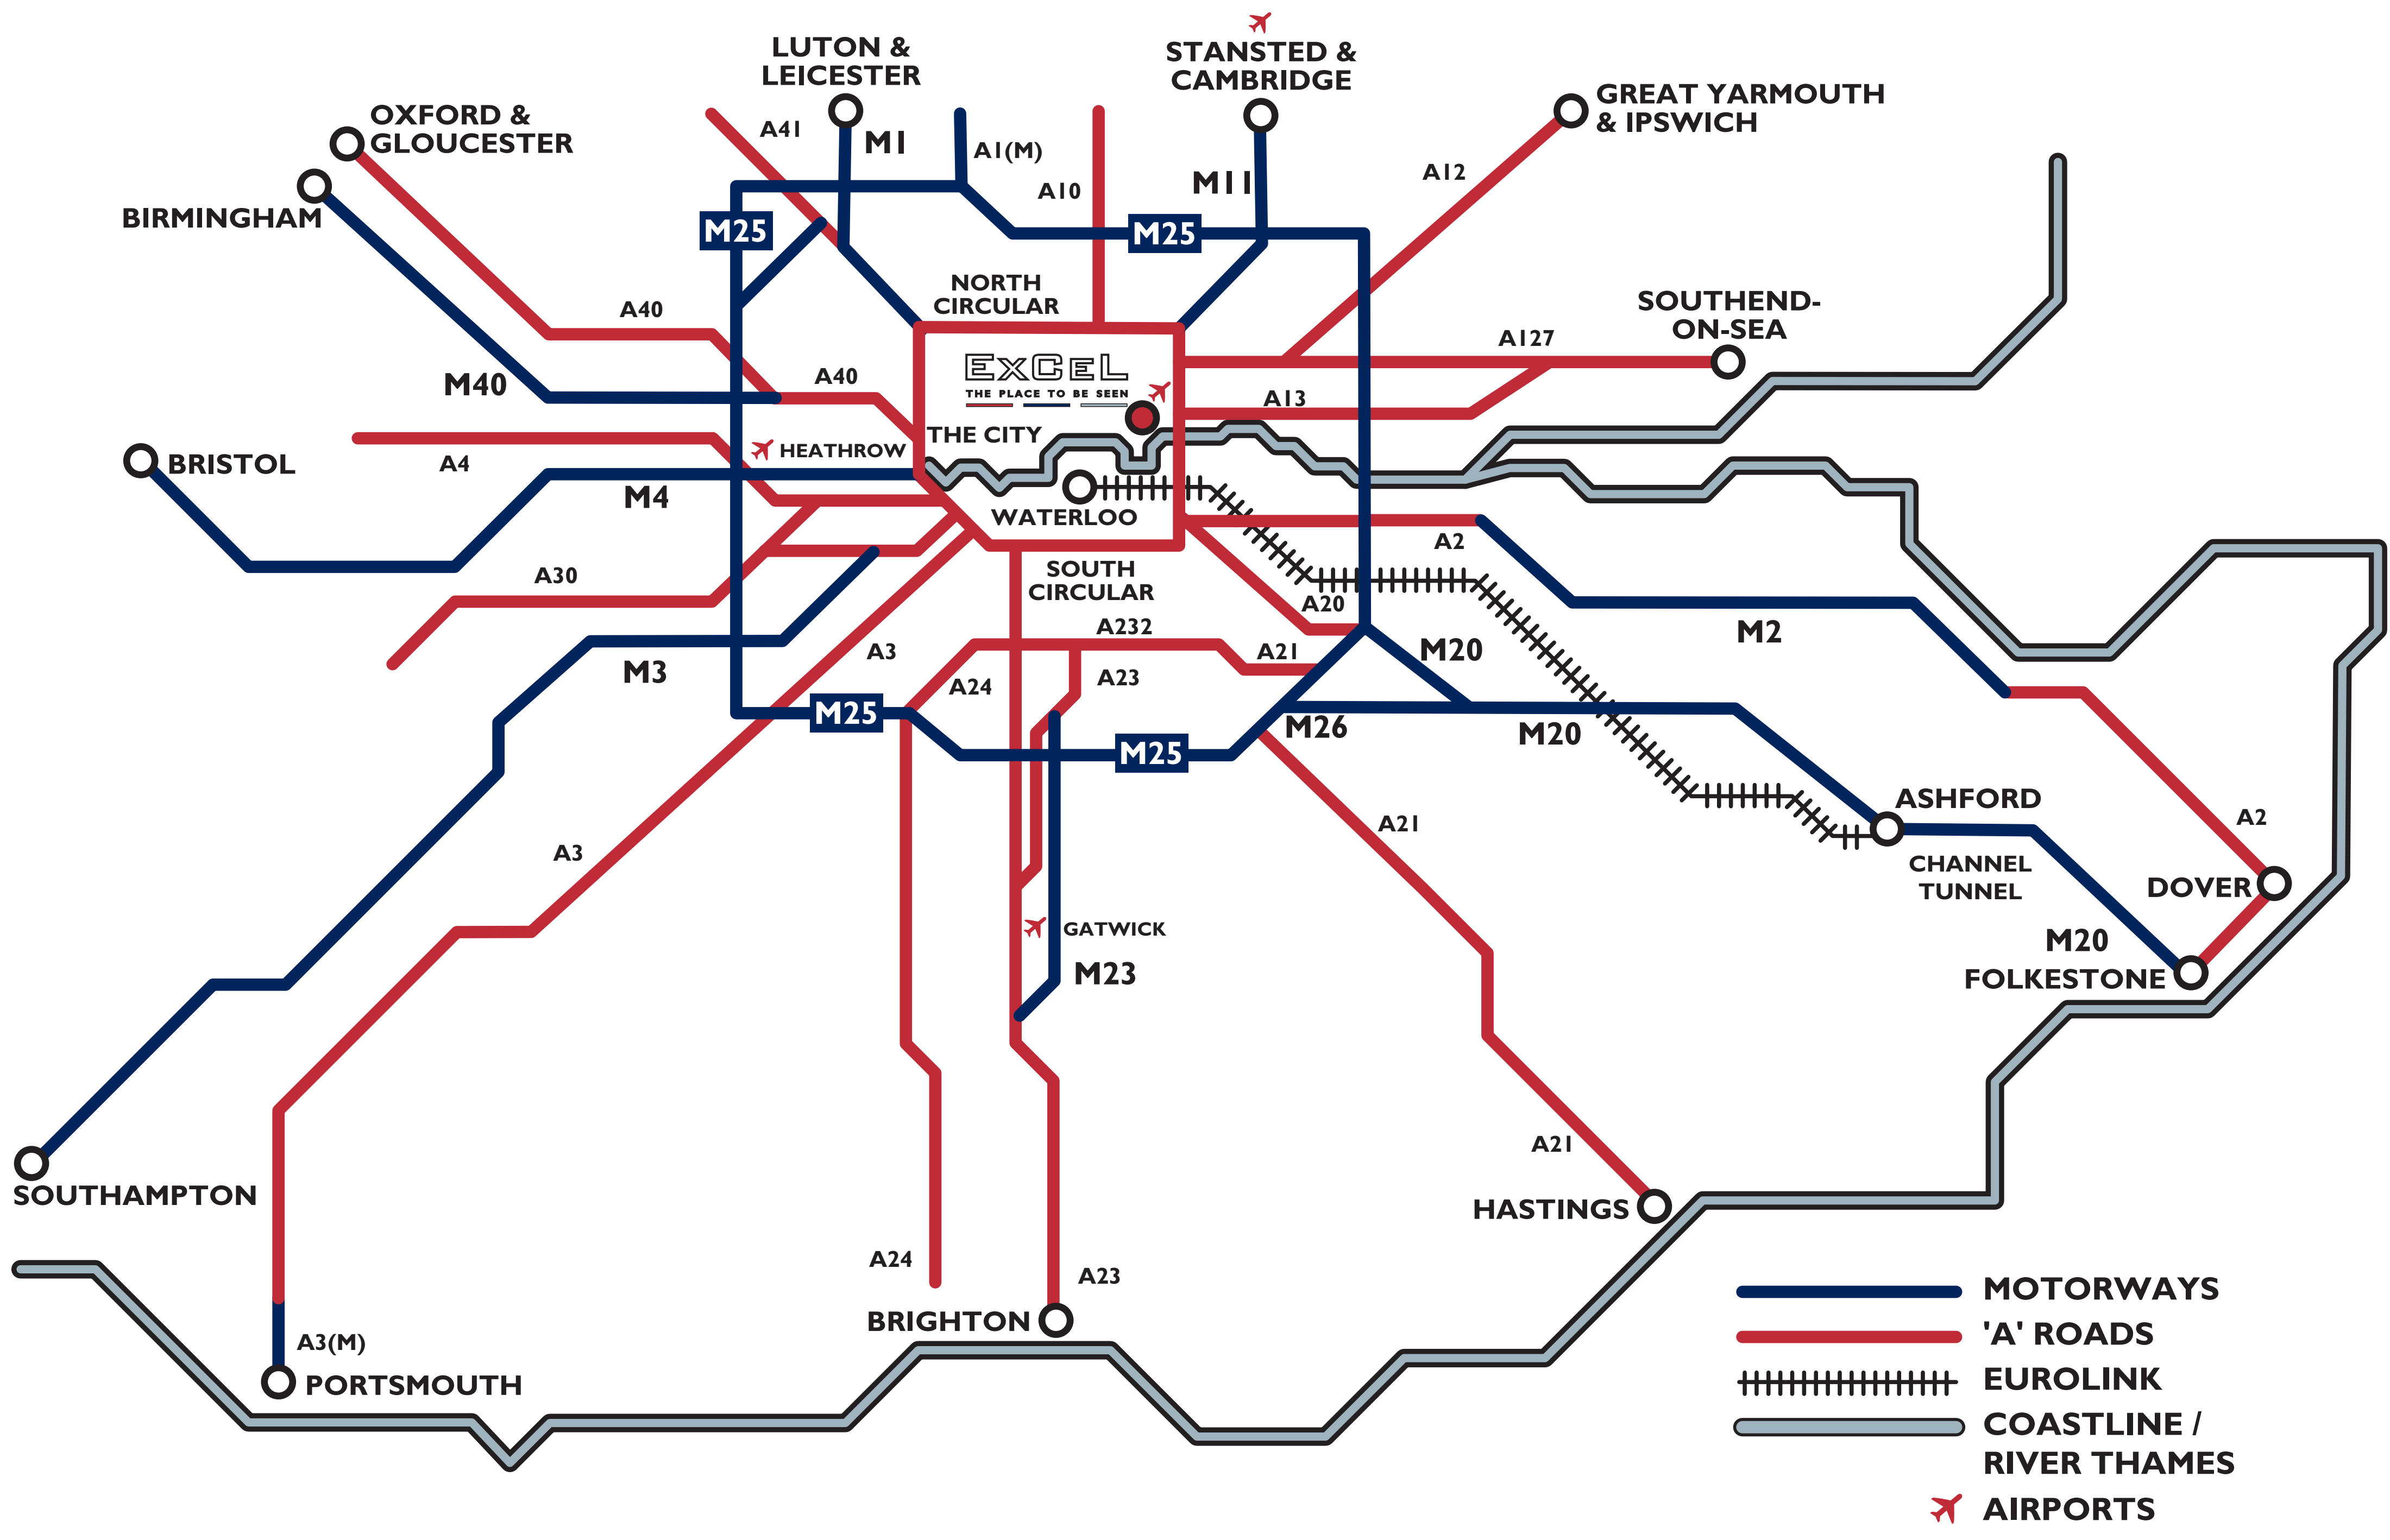 LUTON &
LEICESTER
STANSTED &
CAMBRIDGE
OXFORD &
GLOUCESTER
GREAT YARMOUTH
& IPSWICH
A41
M1
A1(M)
A10
M11
A12
BIRMINGHAM
M25
M25
NORTH
CIRCULAR
SOUTHEND-
ON-SEA
A40
A127
M40
A40
EXCEL
THE PLACE TO BE SEEN
A13
THE CITY
HEATHROW
BRISTOL
A4
M4
WATERLOO
A2
A30
SOUTH
CIRCULAR
A20
A232
M2
M3
A3
A21
M20
A24
A23
M25
M26
M20
M25
ASHFORD
A3
A21
A2
CHANNEL
TUNNEL
DOVER
GATWICK
M20
M23
FOLKESTONE
A21
SOUTHAMPTON
HASTINGS
A24
A23
BRIGHTON
A3(M)
PORTSMOUTH
MOTORWAYS
'A' ROADS
EUROLINK
COASTLINE /
RIVER THAMES
AIRPORTS